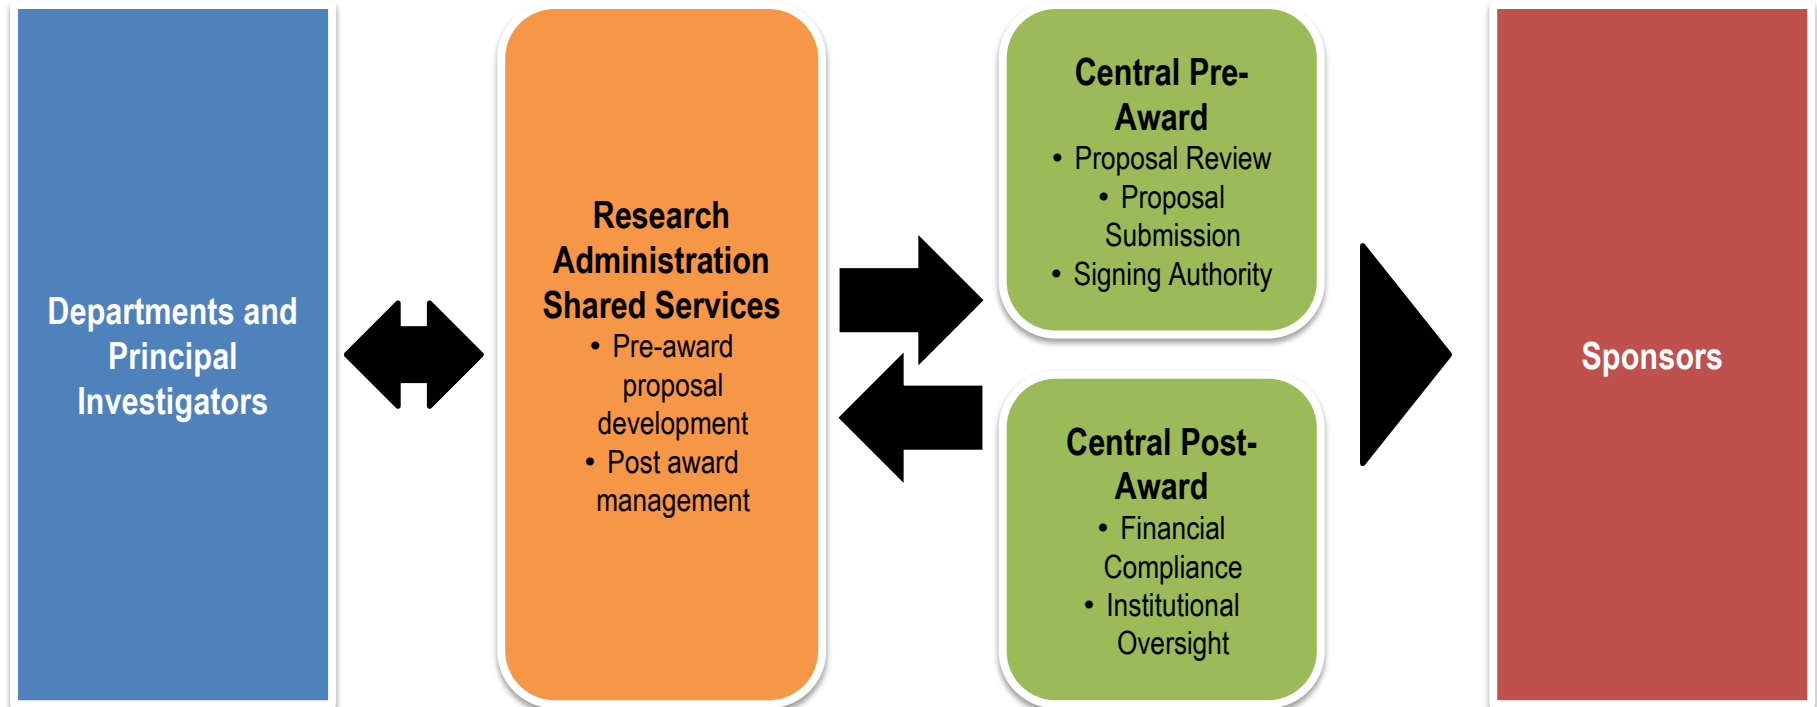 Departments and
Principal
Investigators
Research
Administration
Shared Services
• Pre-award
proposal
development
• Post award
management
Central Pre-
Award
• Proposal Review
• Proposal
Submission
• Signing Authority
Central Post-
Award
• Financial
Compliance
• Institutional
Oversight
Sponsors